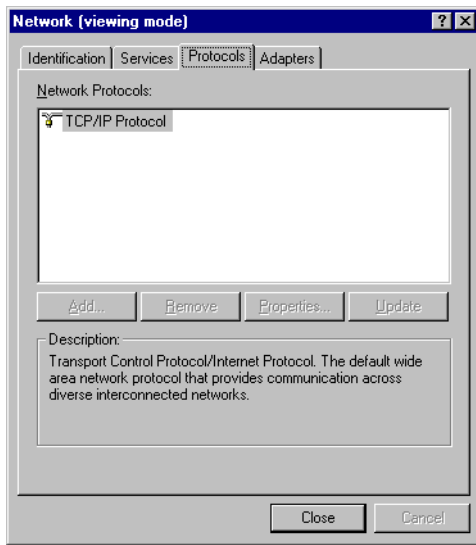 Network (viewing mode)
Identification Services Protocols Adapters
Network Protocols:
TCP/IP Protocol
Add... Remove Properties... Update
Description:
Transport Control Protocol/Internet Protocol. The default wide
area network protocol that provides communication across
diverse interconnected networks.
Close Cancel